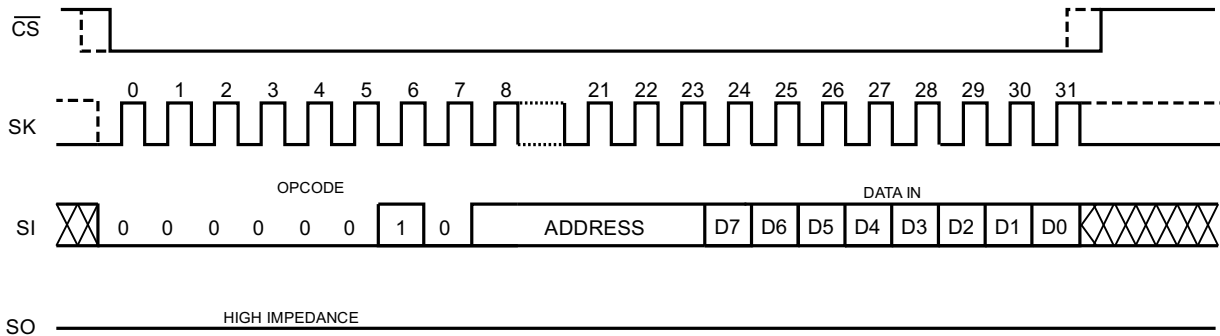 CS
0 1 2 3 4 5 6 7 8 21 22 23 24 25 26 27 28 29 30 31
SK
OPCODE DATA IN
SI 0 0 0 0 0 0 1 0 ADDRESS D7 D6 D5 D4 D3 D2 D1 D0
HIGH IMPEDANCE
SO